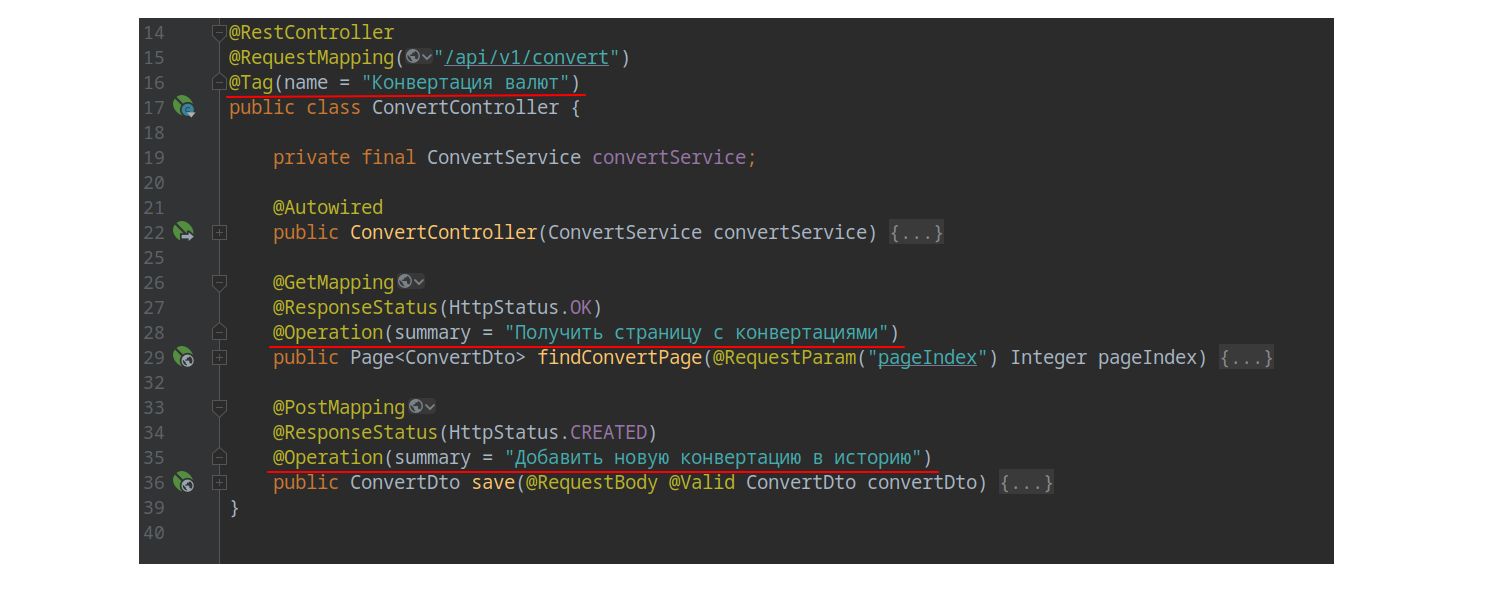 14 @RestController
15 @RequestMapping("/api/v1/convert")
16 @Tag(name = "Конвертация валют")
17 public class ConvertController {
18
19 private final ConvertService convertService;
20
21 @Autowired
22 public ConvertController(ConvertService convertService) {...}
25
26 @GetMapping
27 @ResponseStatus(HttpStatus.OK)
28 @Operation(summary = "Получить страницу с конвертациями")
29 public Page<ConvertDto> findConvertPage(@RequestParam("pageIndex") Integer pageIndex) {...}
32
33 @PostMapping
34 @ResponseStatus(HttpStatus.CREATED)
35 @Operation(summary = "Добавить новую конвертацию в историю")
36 public ConvertDto save(@RequestBody @Valid ConvertDto convertDto) {...}
39 }
40